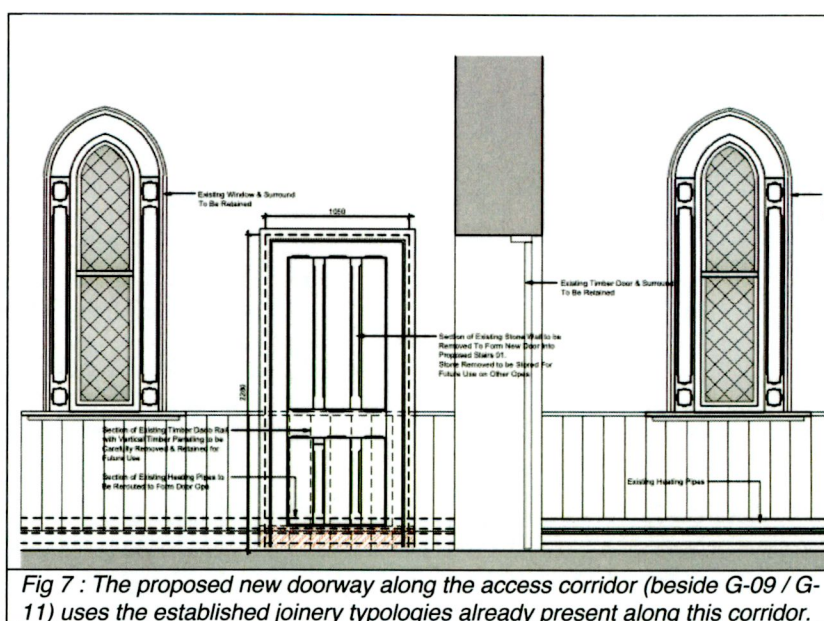 Existing Window & Surround
To Be Retained
1050
2280
Existing Timber Door & Surround
To Be Retained
Section of Existing Stone Wall to be
Removed To Form New Door Into
Proposed Stairs 01.
Stone Removed to be Stored For
Future Use on Other Opes
Section of Existing Timber Dado Rail
with Vertical Timber Panelling to be
Carefully Removed & Retained for
Future Use
Section of Existing Heating Pipes to
Be Rerouted to Form Door Ope
Existing Heating Pipes
Fig 7 : The proposed new doorway along the access corridor (beside G-09 / G-
11) uses the established joinery typologies already present along this corridor.